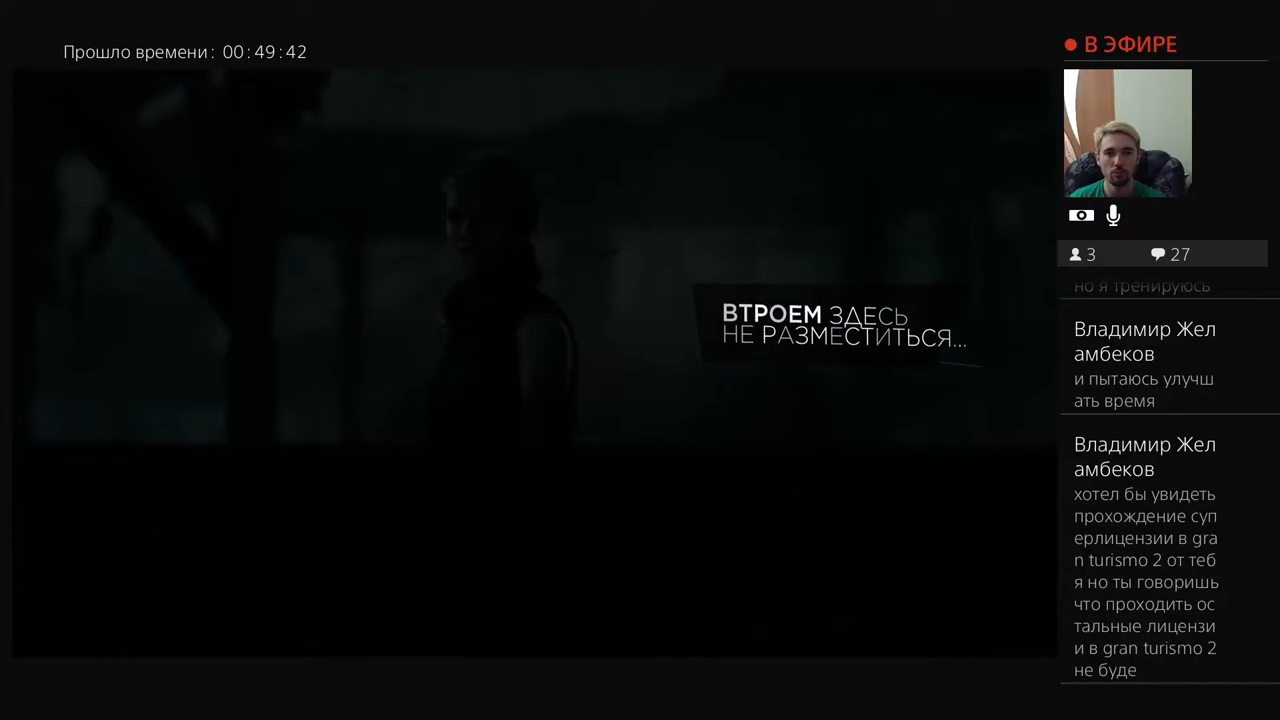 Прошло времени: 00:49:42
В ЭФИРЕ
3 27
ВТРОЕМ ЗДЕСЬ
НЕ РАЗМЕСТИТЬСЯ...
но я тренируюсь
Владимир Жел
амбеков
и пытаюсь улучш
ать время
Владимир Жел
амбеков
хотел бы увидеть
прохождение суп
ерлицензии в gra
n turismo 2 от теб
я но ты говоришь
что проходить ос
тальные лицензи
и в gran turismo 2
не буде